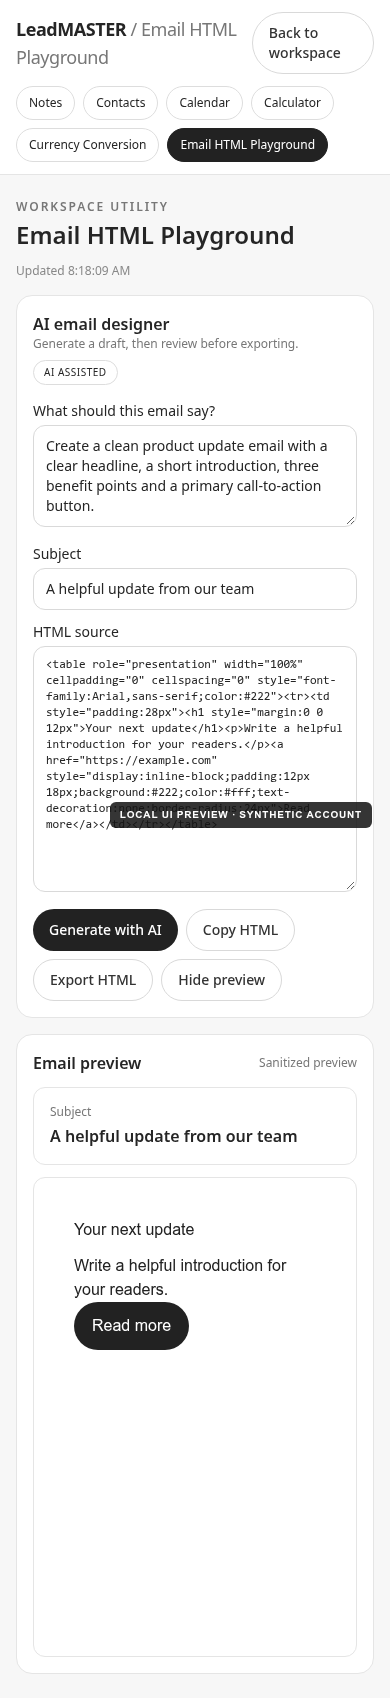 LeadMASTER / Email HTML
Playground
Back to
workspace
Notes
Contacts
Calendar
Calculator
Currency Conversion
Email HTML Playground
WORKSPACE UTILITY
Email HTML Playground
Updated 8:18:09 AM
AI email designer
Generate a draft, then review before exporting.
AI ASSISTED
What should this email say?
Create a clean product update email with a
clear headline, a short introduction, three
benefit points and a primary call-to-action
button.
Subject
A helpful update from our team
HTML source
<table role="presentation" width="100%"
cellpadding="0" cellspacing="0" style="font-
family:Arial,sans-serif;color:#222"><tr><td
style="padding:28px"><h1 style="margin:0 0
12px">Your next update</h1><p>Write a helpful
introduction for your readers.</p><a
href="https://example.com"
style="display:inline-block;padding:12px
18px;background:#222;color:#fff;text-
decoration:none;border-radius:24px">Read
LOCAL UI PREVIEW · SYNTHETIC ACCOUNT
more</a></td></tr></table>
Generate with AI
Copy HTML
Export HTML
Hide preview
Email preview
Sanitized preview
Subject
A helpful update from our team
Your next update
Write a helpful introduction for
your readers.
Read more